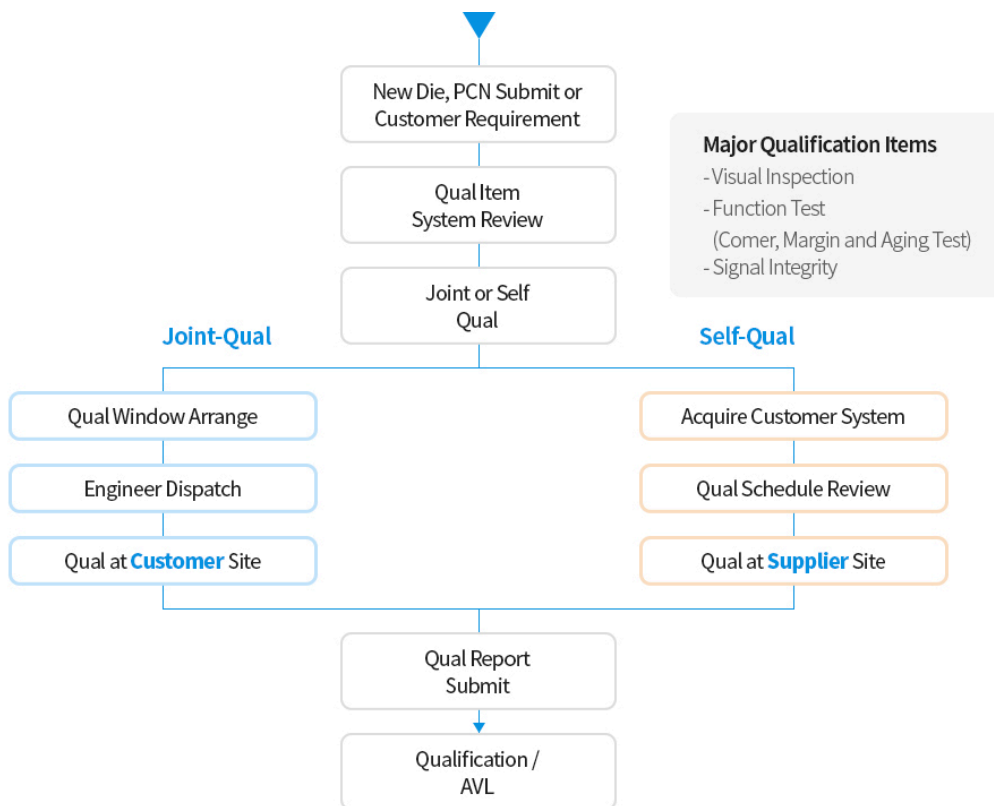 New Die, PCN Submit or
Customer Requirement
Major Qualification Items
- Visual Inspection
- Function Test
(Comer, Margin and Aging Test)
- Signal Integrity
Qual Item
System Review
Joint or Self
Qual
Joint-Qual
Self-Qual
Qual Window Arrange
Engineer Dispatch
Qual at Customer Site
Acquire Customer System
Qual Schedule Review
Qual at Supplier Site
Qual Report
Submit
Qualification /
AVL